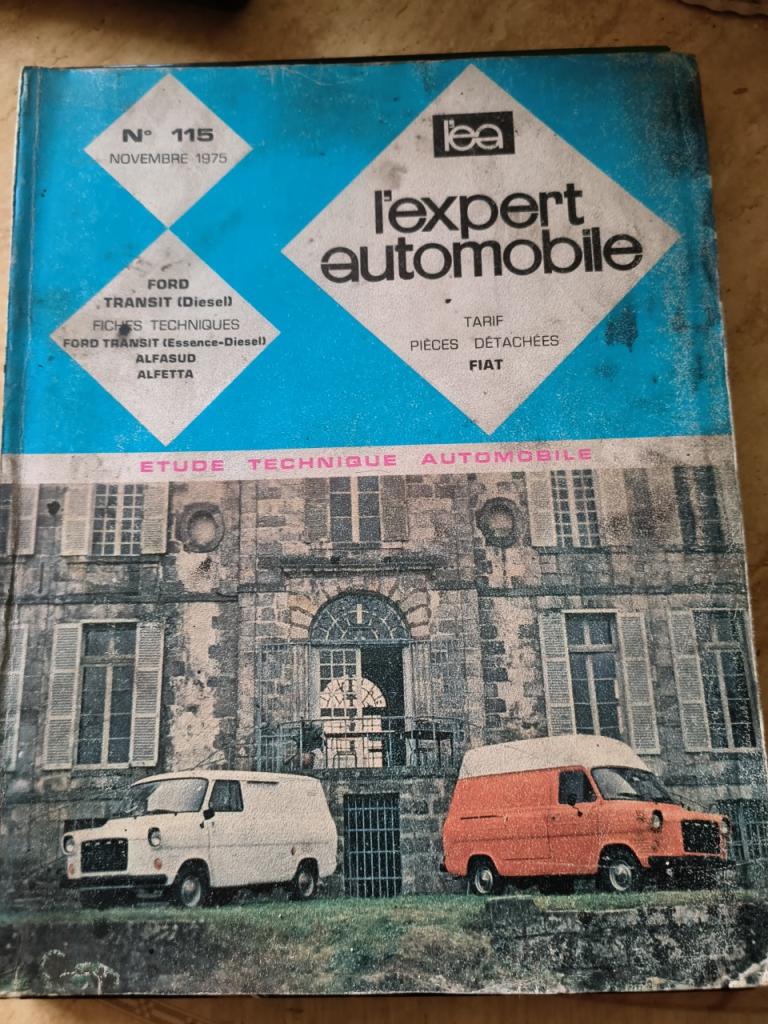 N° 115
NOVEMBRE 1975
l'ea
l'expert
automobile
FORD
TRANSIT (Diesel)
FICHES TECHNIQUES
FORD TRANSIT (Essence-Diesel)
ALFASUD
ALFETTA
TARIF
PIÈCES DÉTACHÉES
FIAT
ETUDE TECHNIQUE AUTOMOBILE